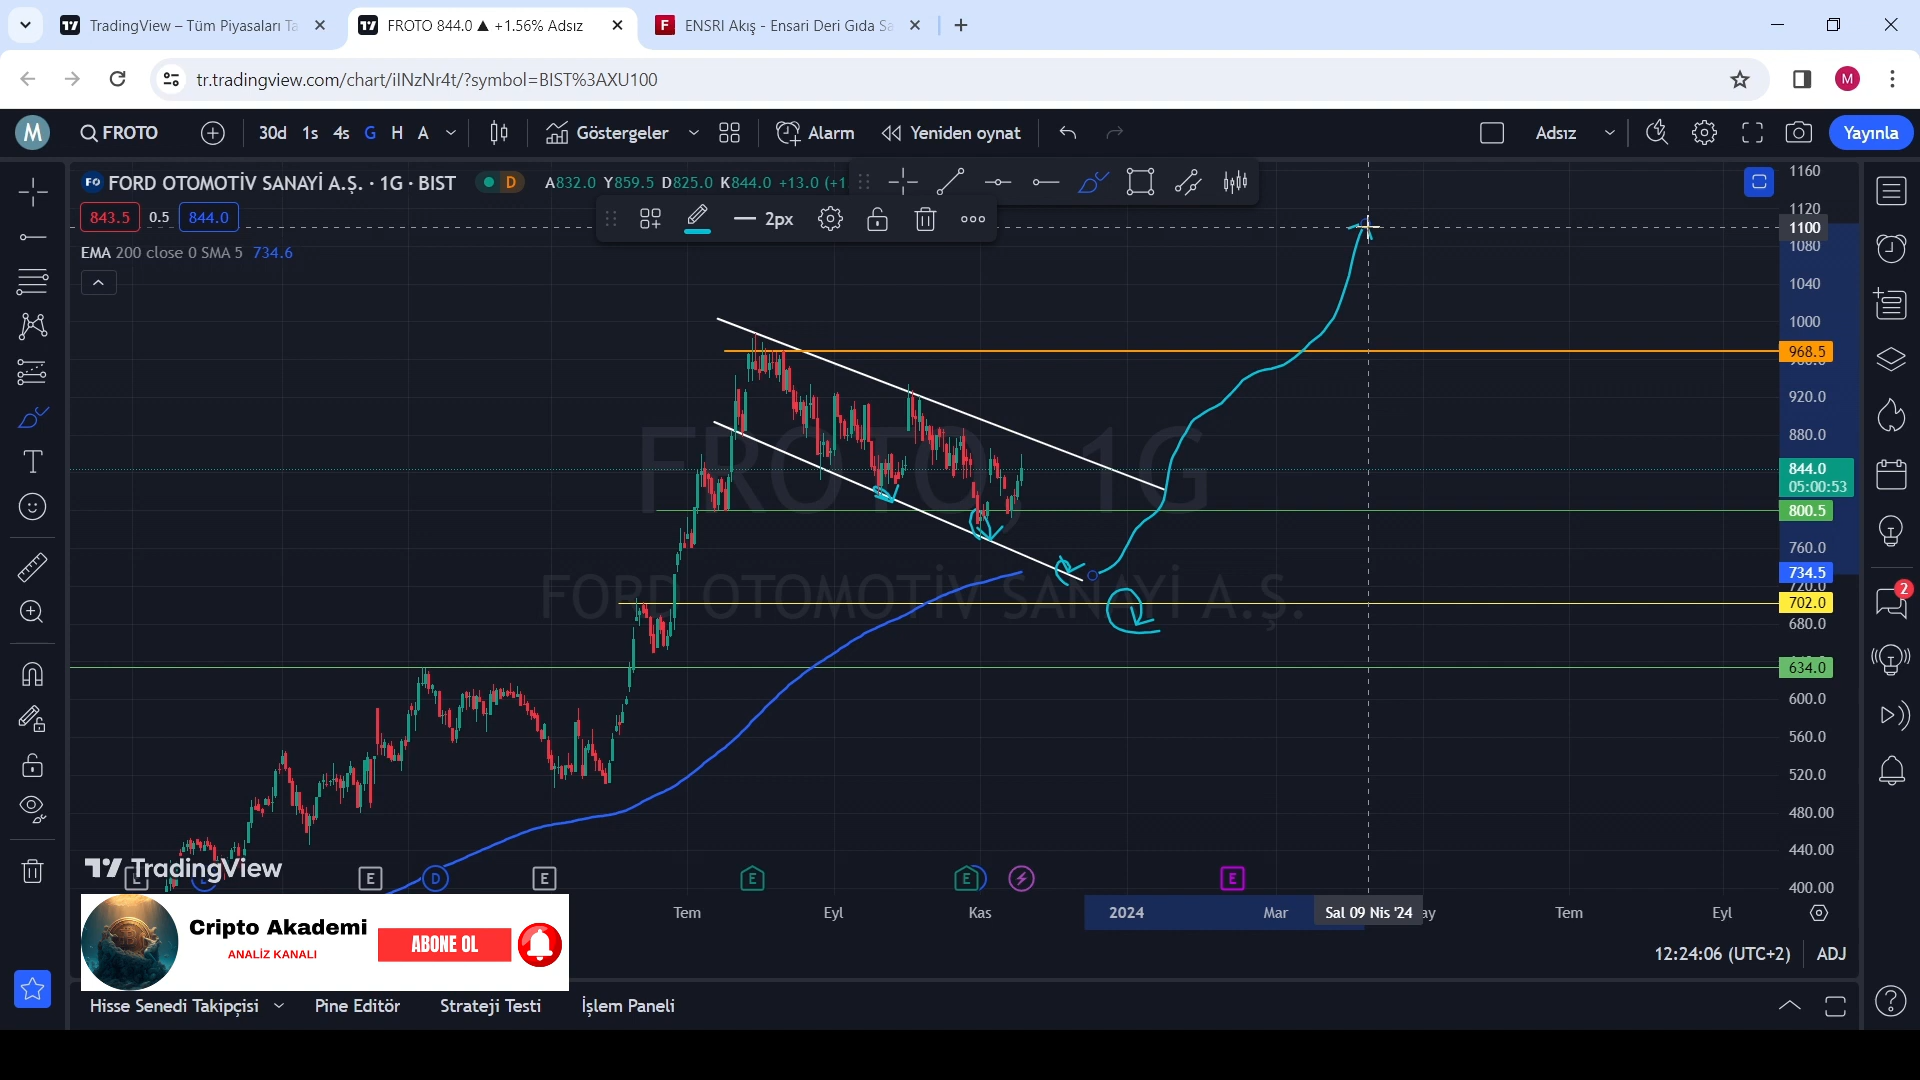 TradingView – Tüm Piyasaları Ta
FROTO 844.0 ▲ +1.56% Adsız
F
ENSRI Akış - Ensari Deri Gıda Sa
tr.tradingview.com/chart/iINzNr4t/?symbol=BIST%3AXU100
M
M
FROTO
30d 1s 4s G H A
Göstergeler
Alarm
Yeniden oynat
Adsız
Yayınla
FO FORD OTOMOTİV SANAYİ A.Ş. · 1G · BIST
D
A832.0 Y859.5 D825.0 K844.0 +13.0 (+1.
843.5 0.5 844.0
2px
EMA 200 close 0 SMA 5 734.6
FROTO, 1G
FORD OTOMOTİV SANAYİ A.Ş.
1160
1120
1100
1080
1040
1000
968.5
920.0
880.0
844.0
05:00:53
800.5
760.0
734.5
720.0
702.0
680.0
634.0
600.0
560.0
520.0
480.00
440.00
400.00
2
TradingView
E D E E E E
Tem Eyl Kas 2024 Mar Sal 09 Nis '24 ay Tem Eyl
Cripto Akademi
ANALİZ KANALI
ABONE OL
12:24:06 (UTC+2) ADJ
Hisse Senedi Takipçisi Pine Editör Strateji Testi İşlem Paneli